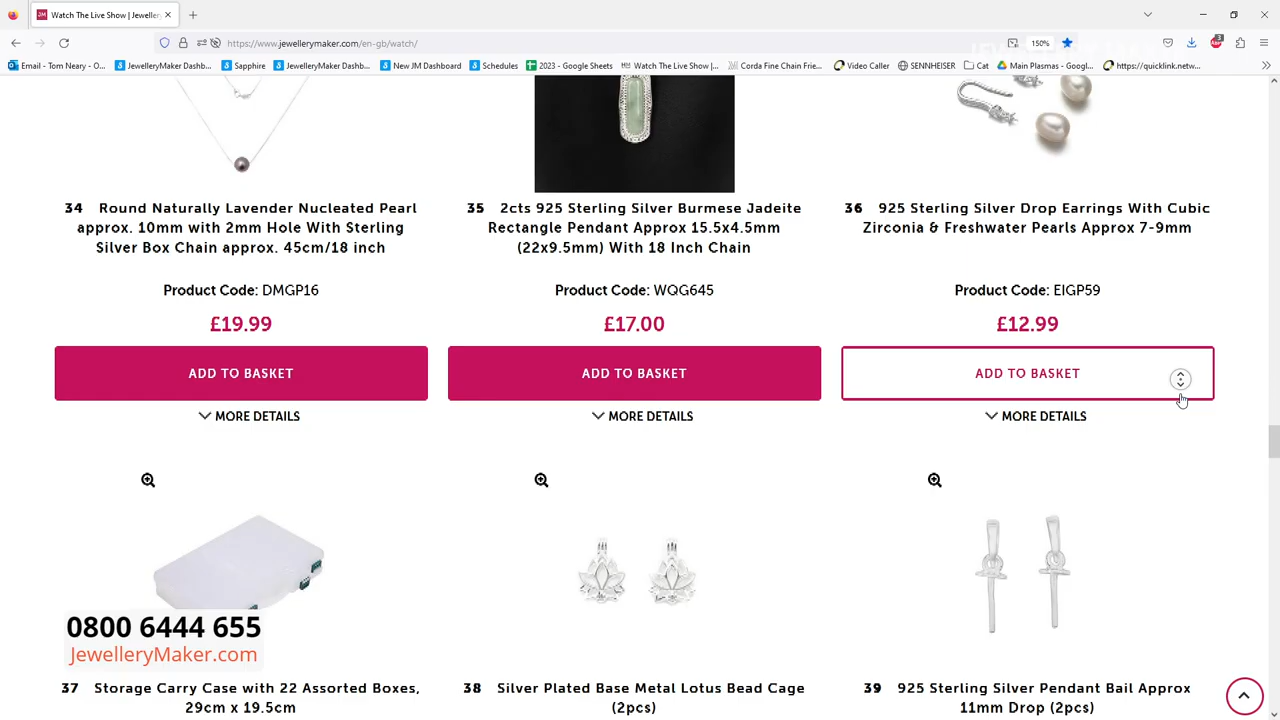 Watch The Live Show | Jeweller
https://www.jewellerymaker.com/en-gb/watch/
150%
3
Email - Tom Neary - O... JewelleryMaker Dashb... Sapphire JewelleryMaker Dashb... New JM Dashboard Schedules 2023 - Google Sheets Watch The Live Show |... Corda Fine Chain Frie... Video Caller SENNHEISER Cat Main Plasmas - Googl... https://quicklink.netw...
34 Round Naturally Lavender Nucleated Pearl
approx. 10mm with 2mm Hole With Sterling
Silver Box Chain approx. 45cm/18 inch
Product Code: DMGP16
£19.99
ADD TO BASKET
MORE DETAILS
35 2cts 925 Sterling Silver Burmese Jadeite
Rectangle Pendant Approx 15.5x4.5mm
(22x9.5mm) With 18 Inch Chain
Product Code: WQG645
£17.00
ADD TO BASKET
MORE DETAILS
36 925 Sterling Silver Drop Earrings With Cubic
Zirconia & Freshwater Pearls Approx 7-9mm
Product Code: EIGP59
£12.99
ADD TO BASKET
MORE DETAILS
0800 6444 655
JewelleryMaker.com
37 Storage Carry Case with 22 Assorted Boxes,
29cm x 19.5cm
38 Silver Plated Base Metal Lotus Bead Cage
(2pcs)
39 925 Sterling Silver Pendant Bail Approx
11mm Drop (2pcs)